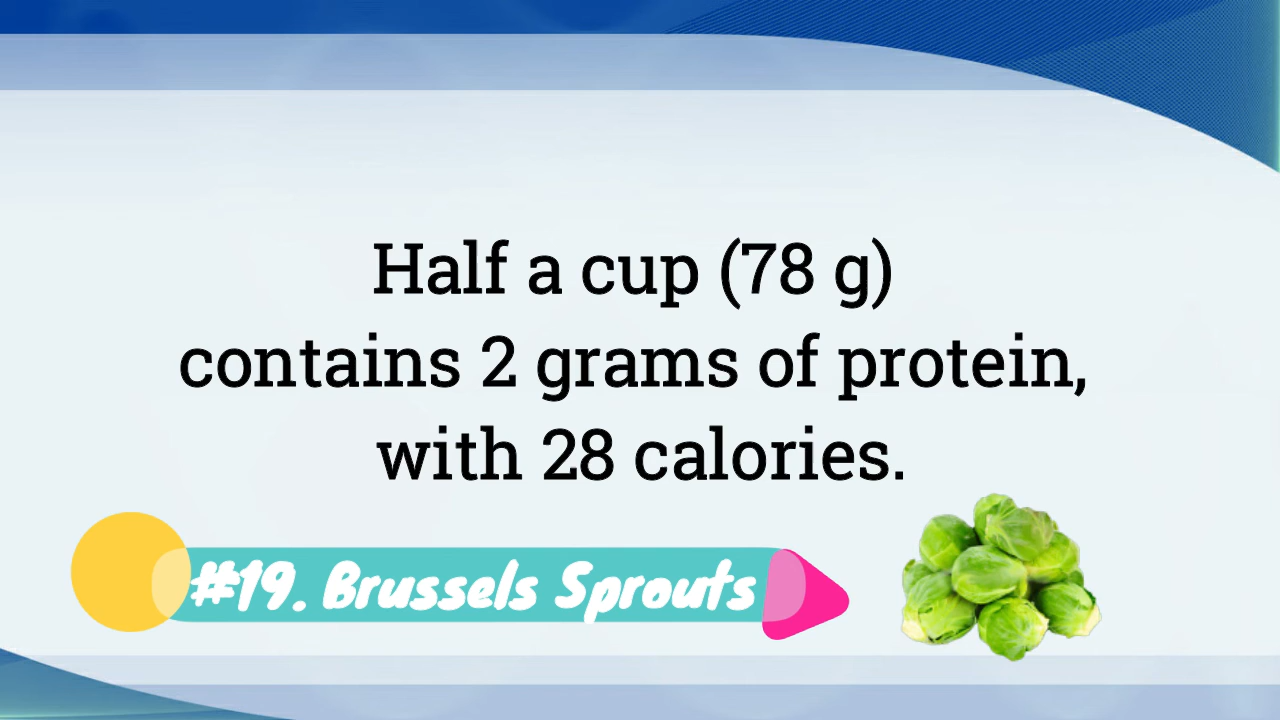 Half a cup (78 g)
contains 2 grams of protein,
with 28 calories.
#19. Brussels Sprouts